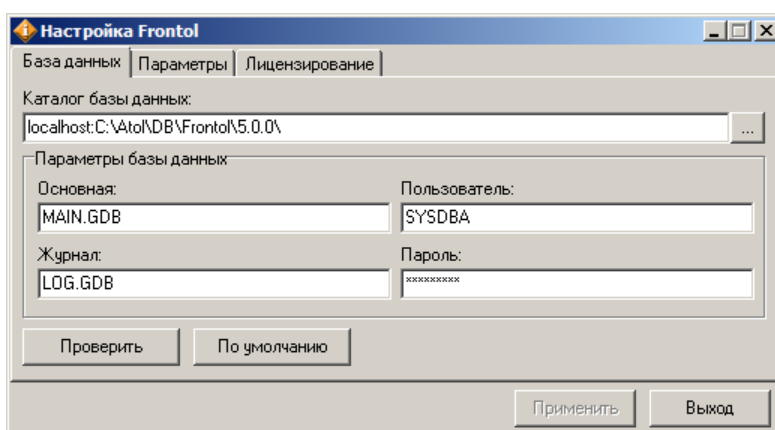 Настройка Frontol
База данных Параметры Лицензирование
Каталог базы данных:
localhost:C:\Atol\DB\Frontol\5.0.0\ ...
Параметры базы данных
Основная: Пользователь:
MAIN.GDB SYSDBA
Журнал: Пароль:
LOG.GDB *********
Проверить По умолчанию
Применить Выход